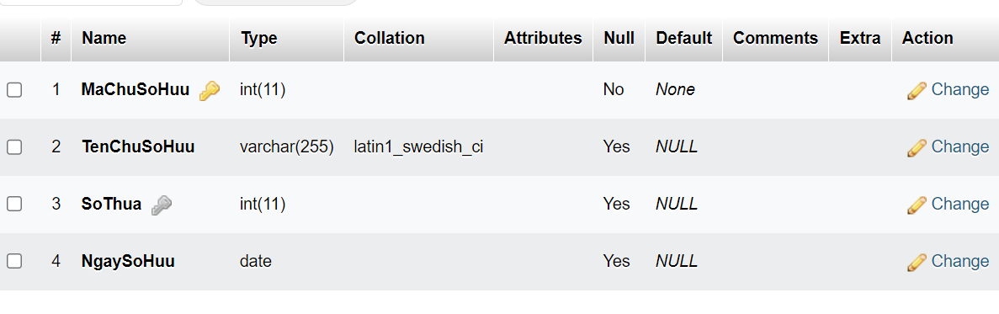 # Name Type Collation Attributes Null Default Comments Extra Action
1 MaChuSoHuu int(11) No None Change
2 TenChuSoHuu varchar(255) latin1_swedish_ci Yes NULL Change
3 SoThua int(11) Yes NULL Change
4 NgaySoHuu date Yes NULL Change